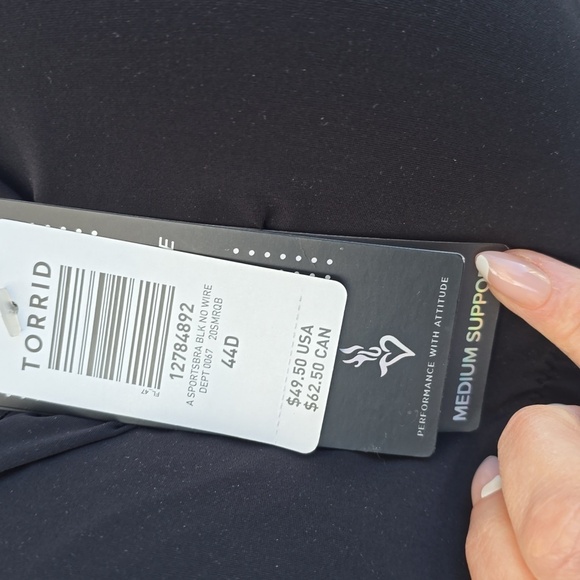 TORRID
12784892
A SPORTSBRA BLK NO WIRE
DEPT 0067 20SMRQB
44D
$49.50 USA
$62.50 CAN
E
PERFORMANCE WITH ATTITUDE
MEDIUM SUPPO